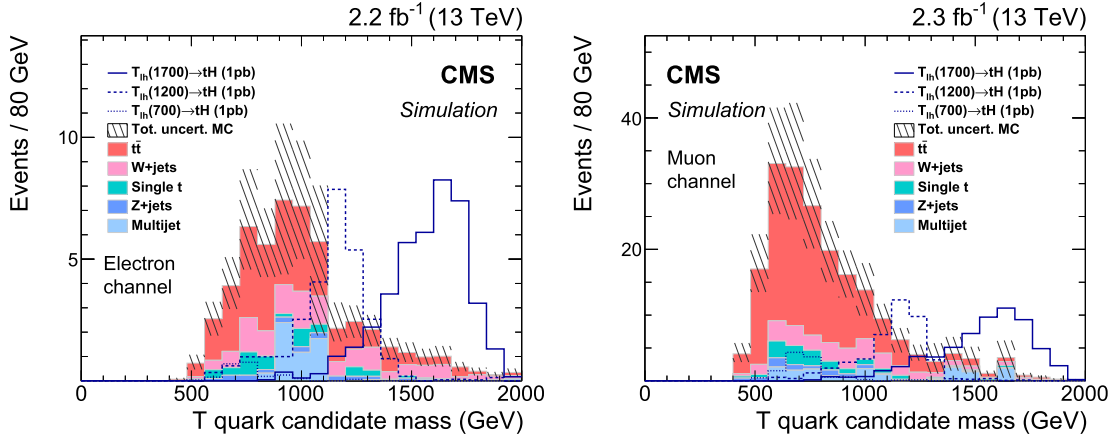 2.2 fb⁻¹ (13 TeV)
Events / 80 GeV
10
5
T_lh(1700)→tH (1pb)
T_lh(1200)→tH (1pb)
T_lh(700)→tH (1pb)
Tot. uncert. MC
tt̄
W+jets
Single t
Z+jets
Multijet
CMS
Simulation
Electron
channel
0 500 1000 1500 2000
T quark candidate mass (GeV)
2.3 fb⁻¹ (13 TeV)
Events / 80 GeV
40
20
CMS
Simulation
Muon
channel
T_lh(1700)→tH (1pb)
T_lh(1200)→tH (1pb)
T_lh(700)→tH (1pb)
Tot. uncert. MC
tt̄
W+jets
Single t
Z+jets
Multijet
0 500 1000 1500 2000
T quark candidate mass (GeV)